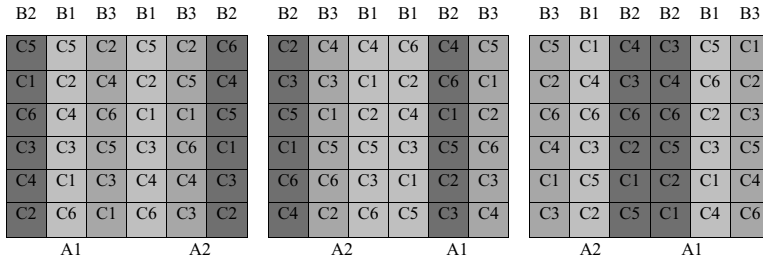 B2 B1 B3 B1 B3 B2 B2 B3 B1 B1 B2 B3 B3 B1 B2 B2 B1 B3
C5 C5 C2 C5 C2 C6 C2 C4 C4 C6 C4 C5 C5 C1 C4 C3 C5 C1
C1 C2 C4 C2 C5 C4 C3 C3 C1 C2 C6 C1 C2 C4 C3 C4 C6 C2
C6 C4 C6 C1 C1 C5 C5 C1 C2 C4 C1 C2 C6 C6 C6 C6 C2 C3
C3 C3 C5 C3 C6 C1 C1 C5 C5 C3 C5 C6 C4 C3 C2 C5 C3 C5
C4 C1 C3 C4 C4 C3 C6 C6 C3 C1 C2 C3 C1 C5 C1 C2 C1 C4
C2 C6 C1 C6 C3 C2 C4 C2 C6 C5 C3 C4 C3 C2 C5 C1 C4 C6
A1 A2 A2 A1 A2 A1